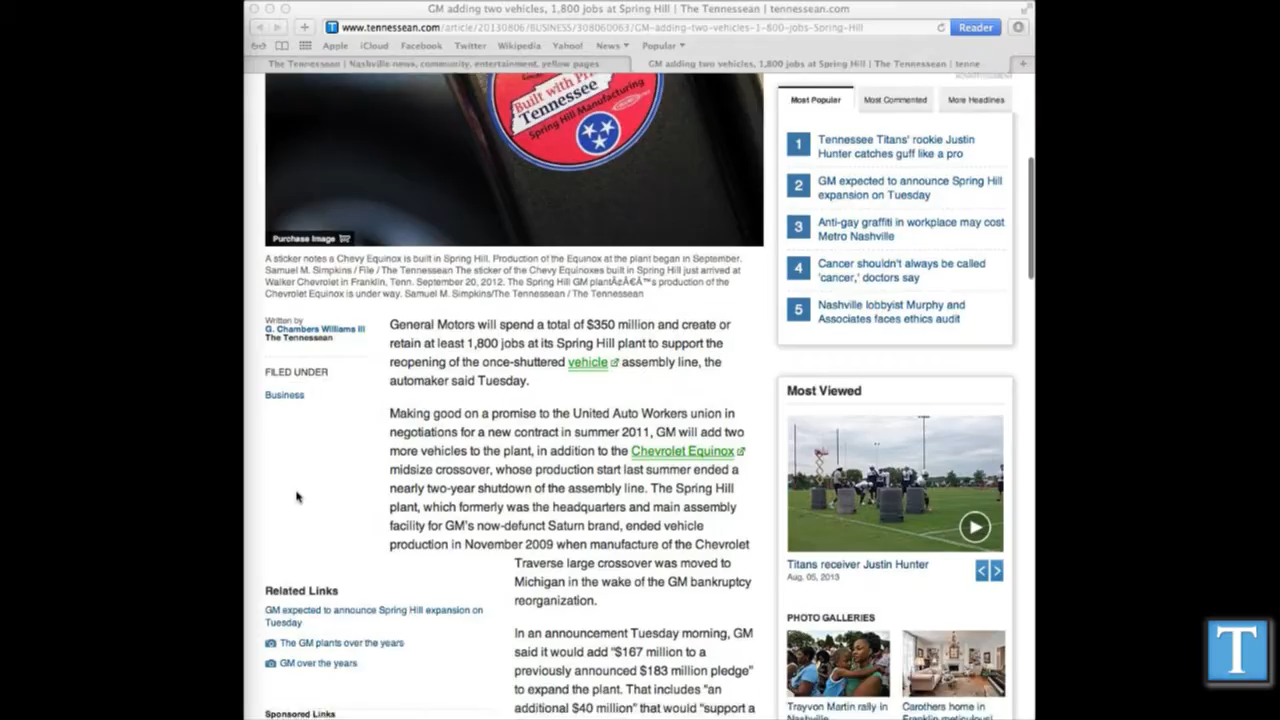 GM adding two vehicles, 1,800 jobs at Spring Hill | The Tennessean | tennessean.com
www.tennessean.com/article/20130806/BUSINESS/308060063/GM-adding-two-vehicles-1-800-jobs-Spring-Hill
Reader
Apple iCloud Facebook Twitter Wikipedia Yahoo! News Popular
The Tennessean | Nashville news, community, entertainment, yellow pages
GM adding two vehicles, 1,800 jobs at Spring Hill | The Tennessean | tenne
Tennessee
Spring Hill Manufacturing
Purchase Image
A sticker notes a Chevy Equinox is built in Spring Hill. Production of the Equinox at the plant began in September.
Samuel M. Simpkins / File / The Tennessean The sticker of the Chevy Equinoxes built in Spring Hill just arrived at
Walker Chevrolet in Franklin, Tenn. September 20, 2012. The Spring Hill GM plantÃ¢Â€Â™s production of the
Chevrolet Equinox is under way. Samuel M. Simpkins/The Tennessean / The Tennessean
Written by
G. Chambers Williams III
The Tennessean
FILED UNDER
Business
General Motors will spend a total of $350 million and create or
retain at least 1,800 jobs at its Spring Hill plant to support the
reopening of the once-shuttered vehicle assembly line, the
automaker said Tuesday.
Making good on a promise to the United Auto Workers union in
negotiations for a new contract in summer 2011, GM will add two
more vehicles to the plant, in addition to the Chevrolet Equinox
midsize crossover, whose production start last summer ended a
nearly two-year shutdown of the assembly line. The Spring Hill
plant, which formerly was the headquarters and main assembly
facility for GM's now-defunct Saturn brand, ended vehicle
production in November 2009 when manufacture of the Chevrolet
Traverse large crossover was moved to
Michigan in the wake of the GM bankruptcy
reorganization.
In an announcement Tuesday morning, GM
said it would add “$167 million to a
previously announced $183 million pledge”
to expand the plant. That includes “an
additional $40 million” that would “support a
Related Links
GM expected to announce Spring Hill expansion on
Tuesday
The GM plants over the years
GM over the years
Sponsored Links
Most Popular Most Commented More Headlines
1 Tennessee Titans' rookie Justin
Hunter catches guff like a pro
2 GM expected to announce Spring Hill
expansion on Tuesday
3 Anti-gay graffiti in workplace may cost
Metro Nashville
4 Cancer shouldn't always be called
'cancer,' doctors say
5 Nashville lobbyist Murphy and
Associates faces ethics audit
Most Viewed
Titans receiver Justin Hunter
Aug. 05, 2013
PHOTO GALLERIES
Trayvon Martin rally in
Nashville
Carothers home in
Franklin meticulously
T